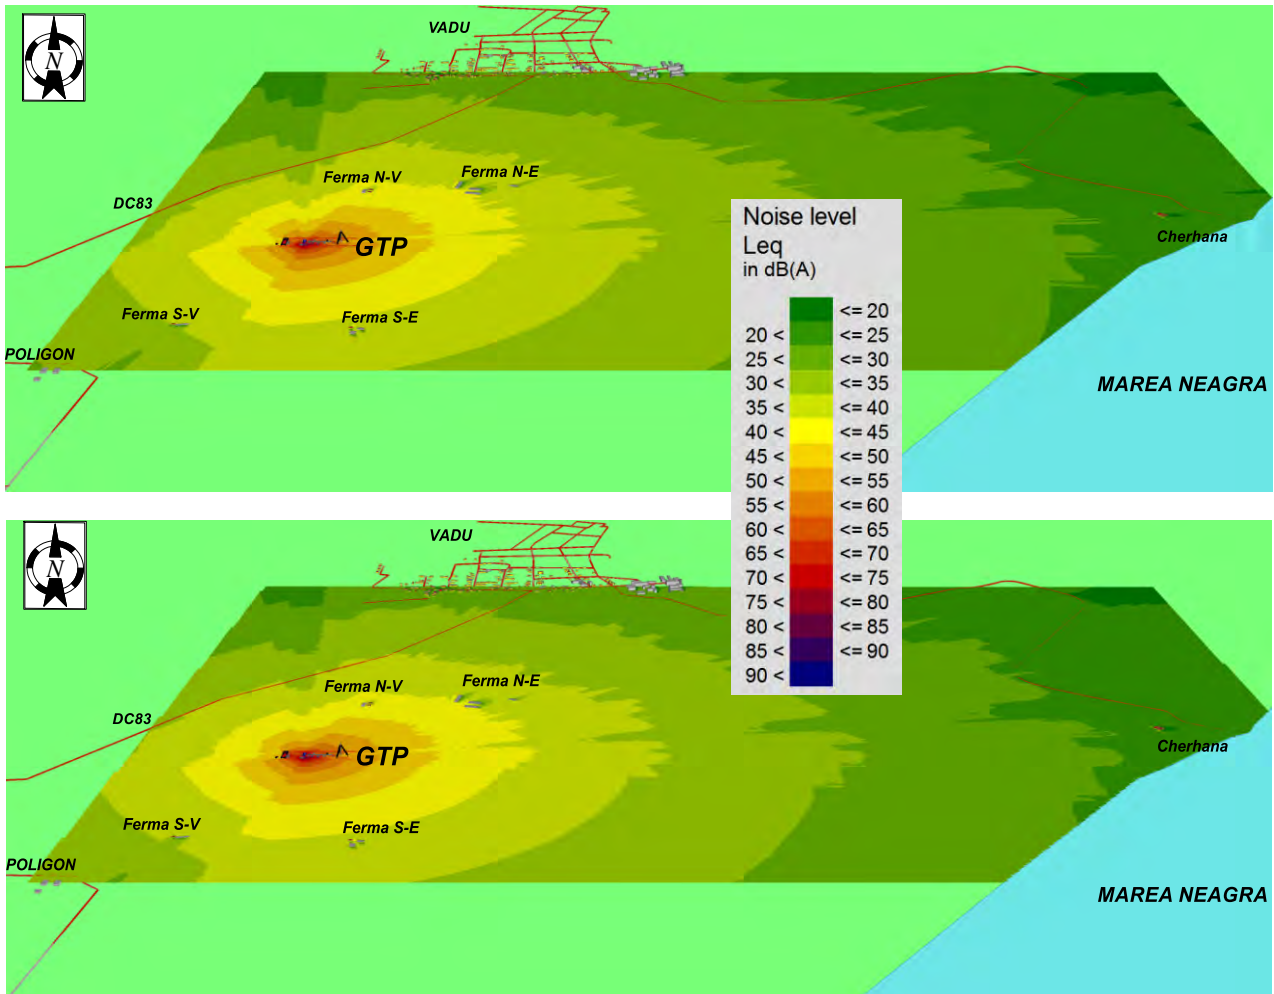 N
VADU
Ferma N-V
Ferma N-E
DC83
GTP
Cherhana
Ferma S-V
Ferma S-E
POLIGON
MAREA NEAGRA
Noise level
Leq
in dB(A)
<= 20
20 < <= 25
25 < <= 30
30 < <= 35
35 < <= 40
40 < <= 45
45 < <= 50
50 < <= 55
55 < <= 60
60 < <= 65
65 < <= 70
70 < <= 75
75 < <= 80
80 < <= 85
85 < <= 90
90 <
N
VADU
Ferma N-V
Ferma N-E
DC83
GTP
Cherhana
Ferma S-V
Ferma S-E
POLIGON
MAREA NEAGRA